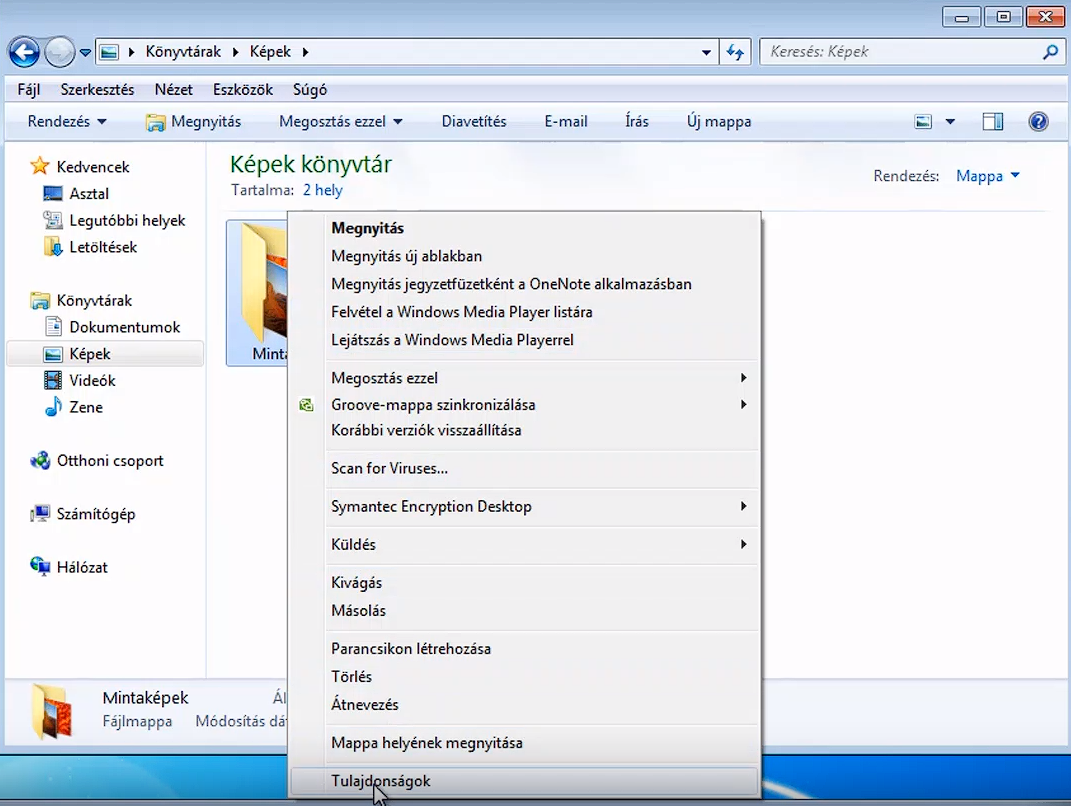 Könyvtárak Képek
Keresés: Képek
Fájl Szerkesztés Nézet Eszközök Súgó
Rendezés Megnyitás Megosztás ezzel Diavetítés E-mail Írás Új mappa
Kedvencek
Asztal
Legutóbbi helyek
Letöltések
Könyvtárak
Dokumentumok
Képek
Videók
Zene
Otthoni csoport
Számítógép
Hálózat
Képek könyvtár
Tartalma: 2 hely
Rendezés: Mappa
Megnyitás
Megnyitás új ablakban
Megnyitás jegyzetfüzetként a OneNote alkalmazásban
Felvétel a Windows Media Player listára
Lejátszás a Windows Media Playerrel
Megosztás ezzel
Groove-mappa szinkronizálása
Korábbi verziók visszaállítása
Scan for Viruses...
Symantec Encryption Desktop
Küldés
Kivágás
Másolás
Parancsikon létrehozása
Törlés
Átnevezés
Mappa helyének megnyitása
Tulajdonságok
Mintaképek
Fájlmappa Módosítás